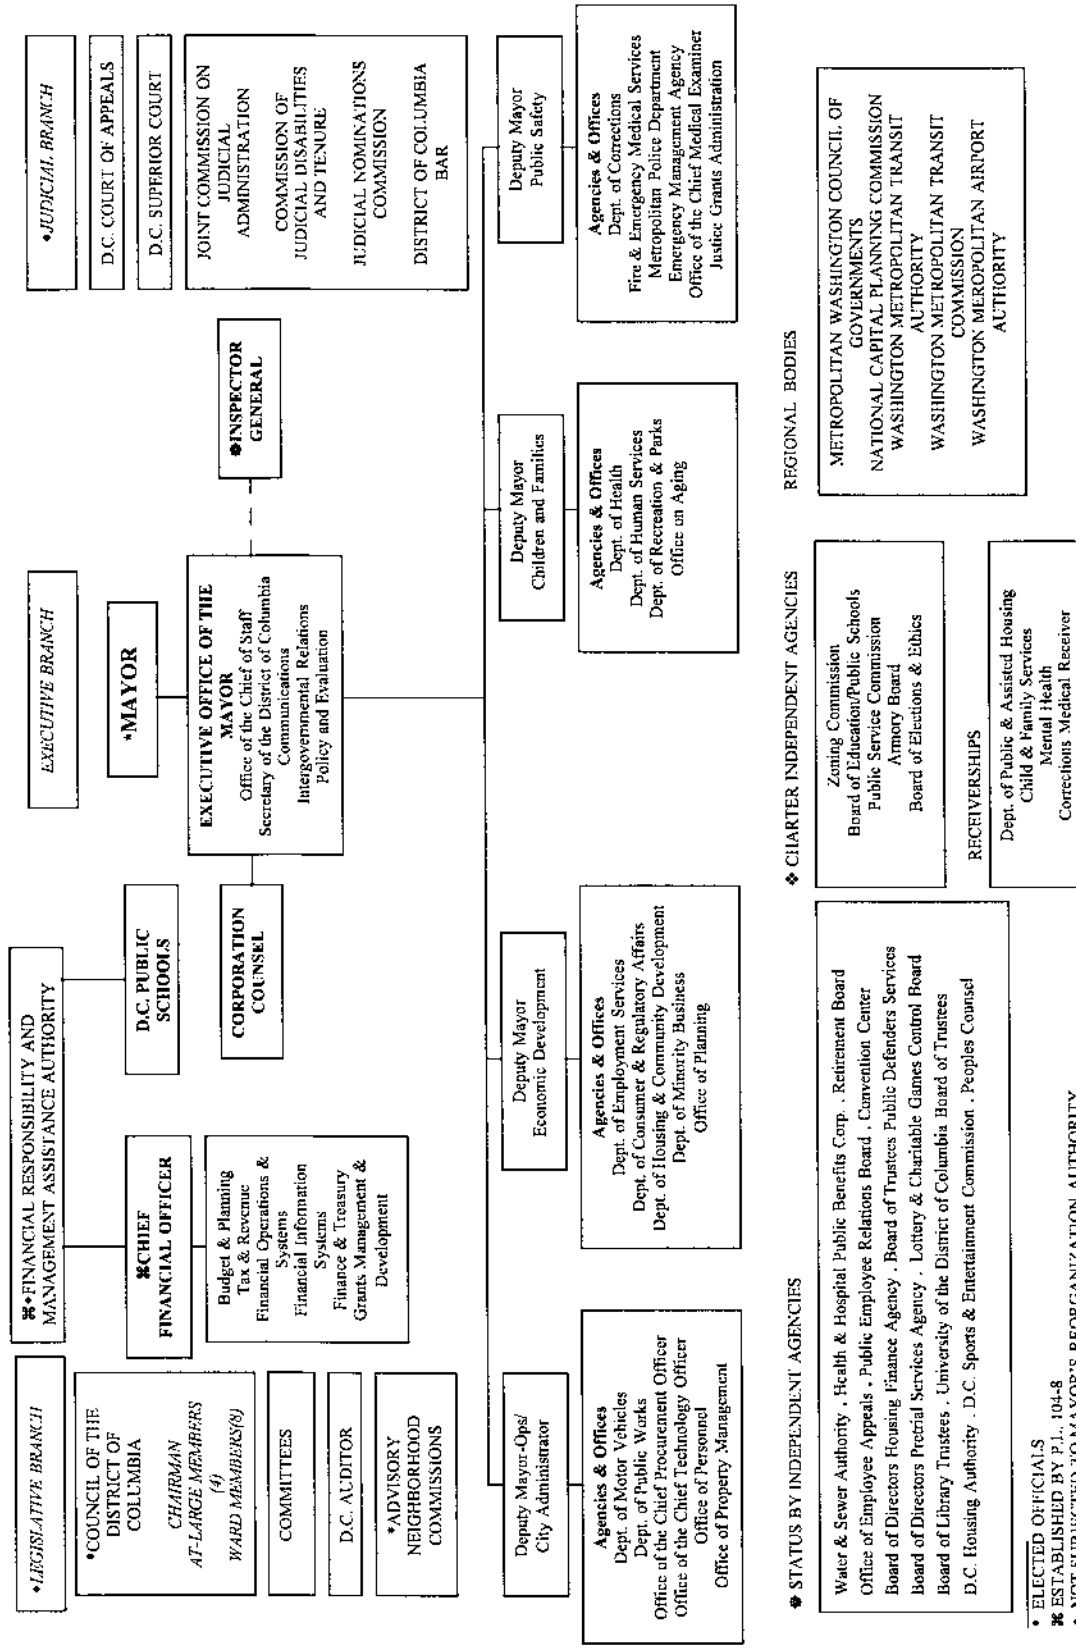 ♦LEGISLATIVE BRANCH
*COUNCIL OF THE
DISTRICT OF
COLUMBIA
CHAIRMAN
AT-LARGE MEMBERS
(4)
WARD MEMBERS(8)
COMMITTEES
D.C. AUDITOR
*ADVISORY
NEIGHBORHOOD
COMMISSIONS
⌘♦FINANCIAL RESPONSIBILITY AND
MANAGEMENT ASSISTANCE AUTHORITY
⌘CHIEF
FINANCIAL OFFICER
Budget & Planning
Tax & Revenue
Financial Operations &
Systems
Financial Information
Systems
Finance & Treasury
Grants Management &
Development
D.C. PUBLIC
SCHOOLS
EXECUTIVE BRANCH
*MAYOR
EXECUTIVE OFFICE OF THE
MAYOR
Office of the Chief of Staff
Secretary of the District of Columbia
Communications
Intergovernmental Relations
Policy and Evaluation
CORPORATION
COUNSEL
INSPECTOR
GENERAL
♦JUDICIAL BRANCH
D.C. COURT OF APPEALS
D.C. SUPERIOR COURT
JOINT COMMISSION ON
JUDICIAL
ADMINISTRATION
COMMISSION OF
JUDICIAL DISABILITIES
AND TENURE
JUDICIAL NOMINATIONS
COMMISSION
DISTRICT OF COLUMBIA
BAR
Deputy Mayor-Ops/
City Administrator
Agencies & Offices
Dept. of Motor Vehicles
Dept. of Public Works
Office of the Chief Procurement Officer
Office of the Chief Technology Officer
Office of Personnel
Office of Property Management
Deputy Mayor
Economic Development
Agencies & Offices
Dept. of Employment Services
Dept. of Consumer & Regulatory Affairs
Dept. of Housing & Community Development
Dept. of Minority Business
Office of Planning
Deputy Mayor
Children and Families
Agencies & Offices
Dept. of Health
Dept. of Human Services
Dept. of Recreation & Parks
Office on Aging
Deputy Mayor
Public Safety
Agencies & Offices
Dept. of Corrections
Fire & Emergency Medical Services
Metropolitan Police Department
Emergency Management Agency
Office of the Chief Medical Examiner
Justice Grants Administration
STATUS BY INDEPENDENT AGENCIES
Water & Sewer Authority . Health & Hospital Public Benefits Corp. . Retirement Board
Office of Employee Appeals . Public Employee Relations Board . Convention Center
Board of Directors Housing Finance Agency . Board of Trustees Public Defenders Services
Board of Directors Pretrial Services Agency . Lottery & Charitable Games Control Board
Board of Library Trustees . University of the District of Columbia Board of Trustees
D.C. Housing Authority . D.C. Sports & Entertainment Commission . Peoples Counsel
❖ CHARTER INDEPENDENT AGENCIES
Zoning Commission
Board of Education/Public Schools
Public Service Commission
Armory Board
Board of Elections & Ethics
RECEIVERSHIPS
Dept. of Public & Assisted Housing
Child & Family Services
Mental Health
Corrections Medical Receiver
REGIONAL BODIES
METROPOLITAN WASHINGTON COUNCIL OF
GOVERNMENTS
NATIONAL CAPITAL PLANNING COMMISSION
WASHINGTON METROPOLITAN TRANSIT
AUTHORITY
WASHINGTON METROPOLITAN TRANSIT
COMMISSION
WASHINGTON MEROPOLITAN AIRPORT
AUTHORITY
* ELECTED OFFICIALS
⌘ ESTABLISHED BY P.L. 104-8
♦ NOT SUBJECTED TO MAYOR'S REORGANIZATION AUTHORITY